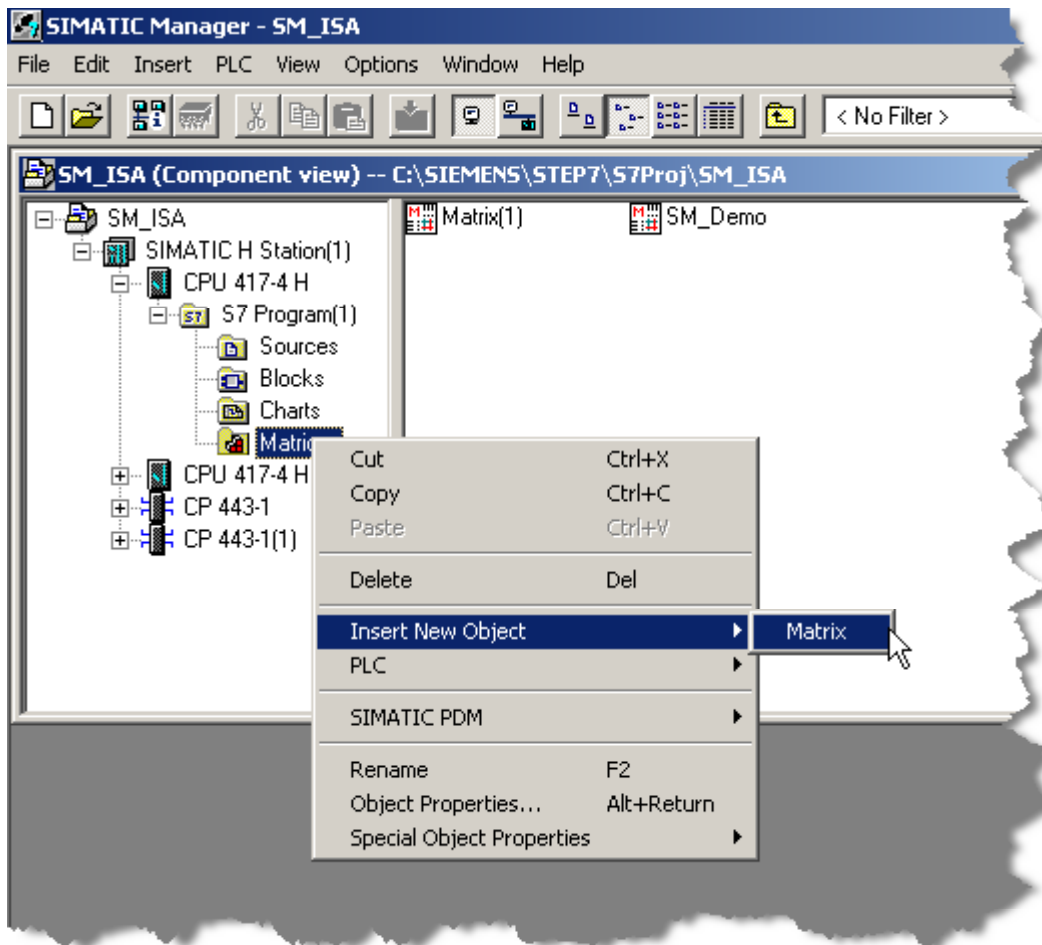 SIMATIC Manager - SM_ISA
File Edit Insert PLC View Options Window Help
< No Filter >
SM_ISA (Component view) -- C:\SIEMENS\STEP7\S7Proj\SM_ISA
SM_ISA
SIMATIC H Station(1)
CPU 417-4 H
S7 Program(1)
Sources
Blocks
Charts
Matric
CPU 417-4 H
CP 443-1
CP 443-1(1)
Matrix(1) SM_Demo
Cut Ctrl+X
Copy Ctrl+C
Paste Ctrl+V
Delete Del
Insert New Object
Matrix
PLC
SIMATIC PDM
Rename F2
Object Properties... Alt+Return
Special Object Properties